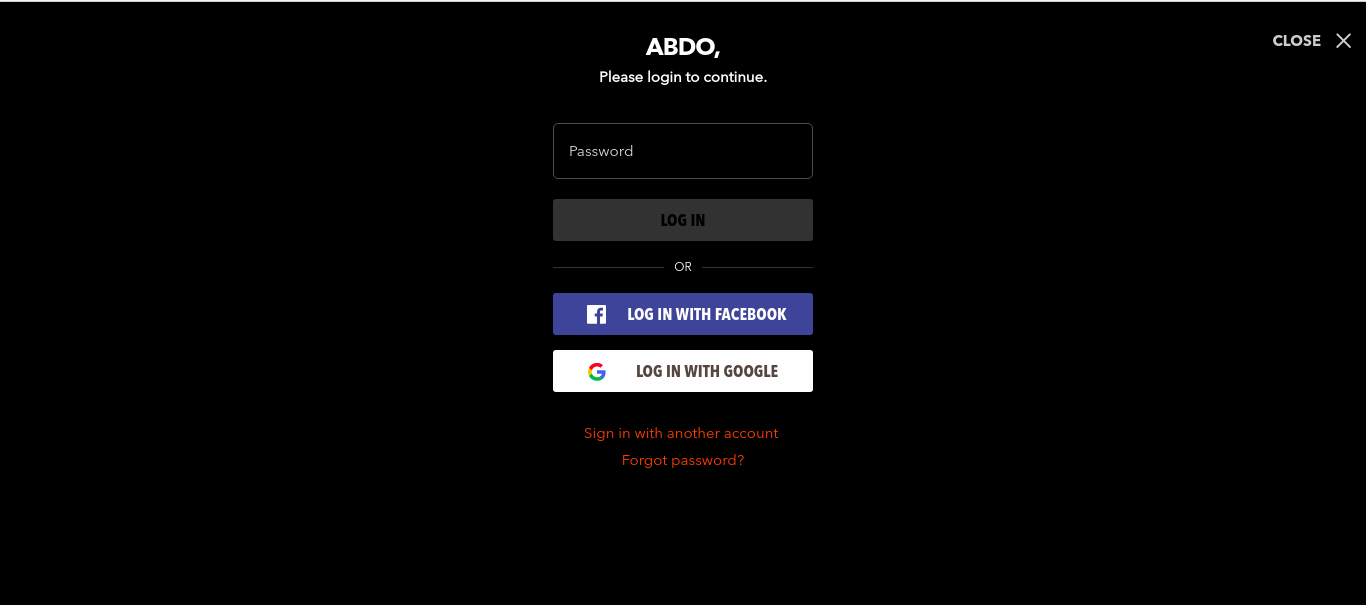 ABDO,
CLOSE
Please login to continue.
Password
LOG IN
OR
LOG IN WITH FACEBOOK
LOG IN WITH GOOGLE
Sign in with another account
Forgot password?